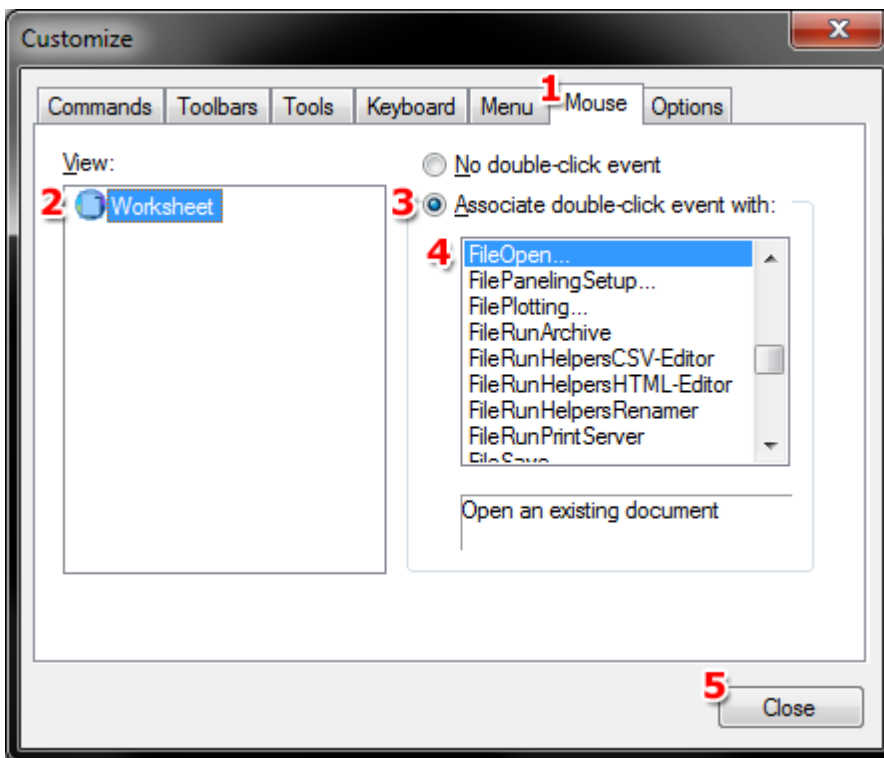 Customize
X
Commands Toolbars Tools Keyboard Menu 1 Mouse Options
View:
2 Worksheet
No double-click event
3 Associate double-click event with:
4 FileOpen...
FilePanelingSetup...
FilePlotting...
FileRunArchive
FileRunHelpersCSV-Editor
FileRunHelpersHTML-Editor
FileRunHelpersRenamer
FileRunPrintServer
FileSave
Open an existing document
5 Close